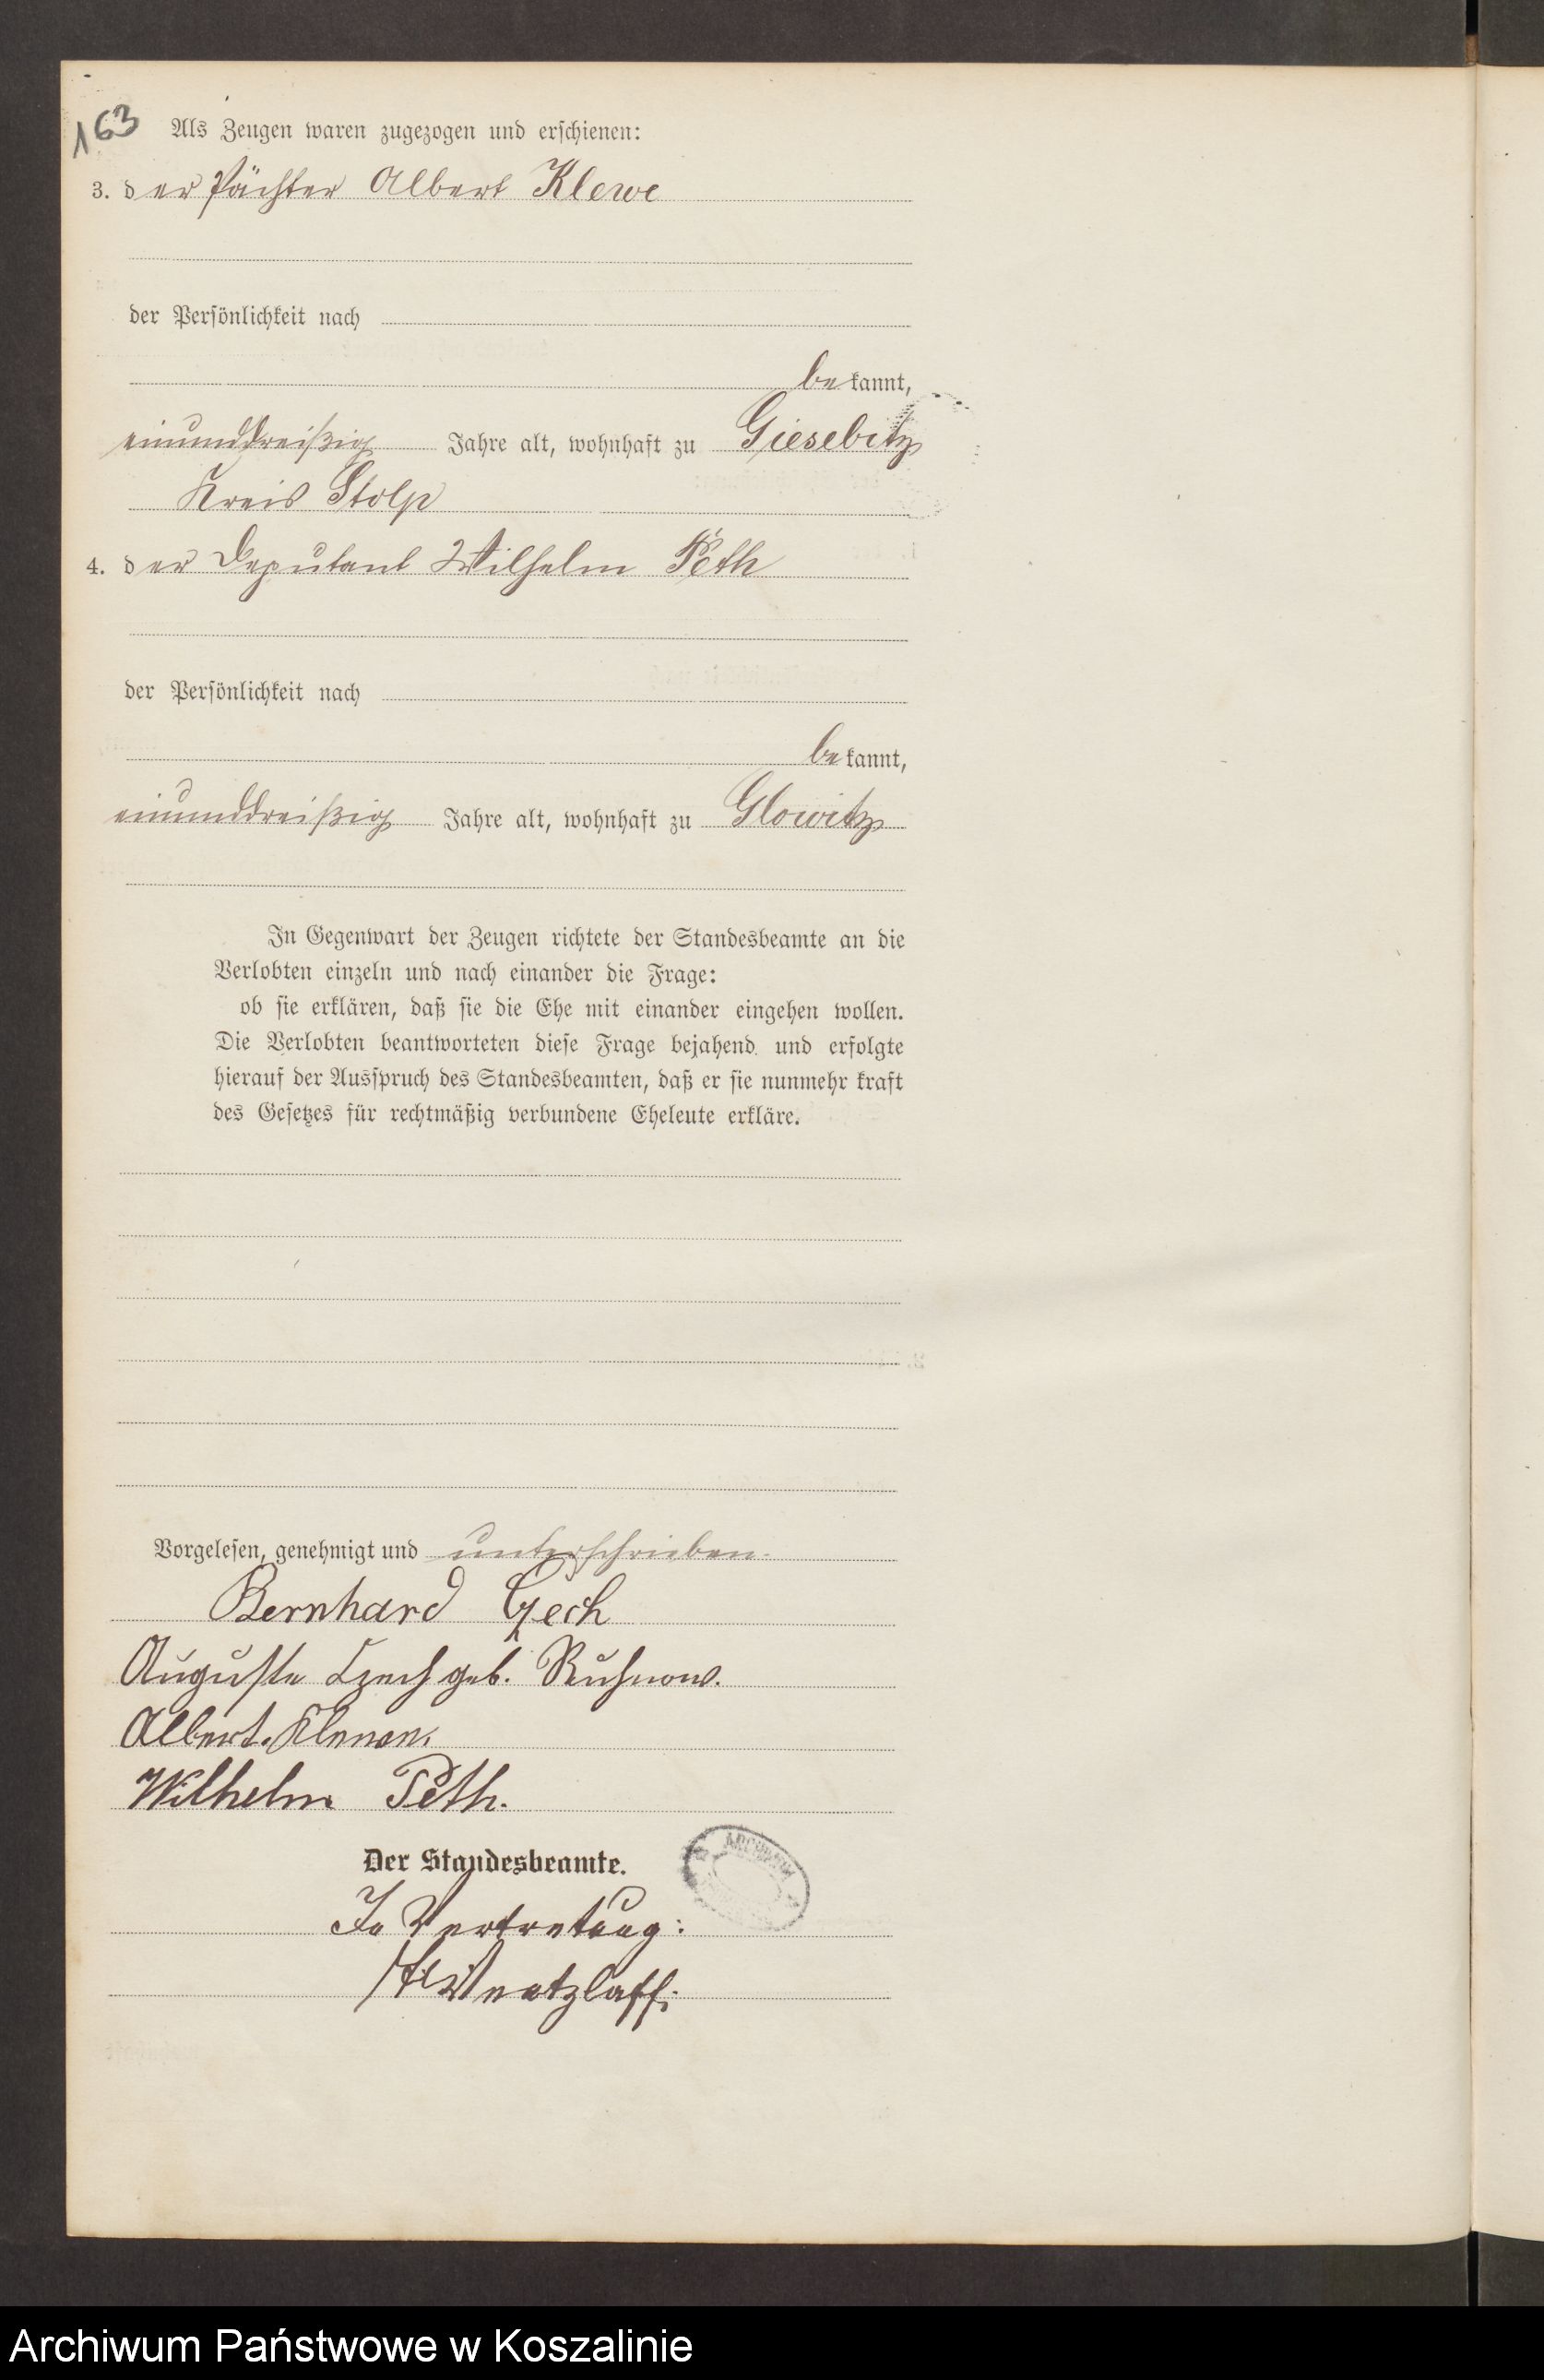 163
Als Zeugen waren zugezogen und erschienen:
3. der Pächter Albert Klewe
der Persönlichkeit nach
bekannt,
einunddreißig Jahre alt, wohnhaft zu Giesebitz
Kreis Stolp
4. der Deputant Wilhelm Peth
der Persönlichkeit nach
bekannt,
einunddreißig Jahre alt, wohnhaft zu Glowitz
In Gegenwart der Zeugen richtete der Standesbeamte an die
Verlobten einzeln und nach einander die Frage:
ob sie erklären, daß sie die Ehe mit einander eingehen wollen.
Die Verlobten beantworteten diese Frage bejahend und erfolgte
hierauf der Ausspruch des Standesbeamten, daß er sie nunmehr kraft
des Gesetzes für rechtmäßig verbundene Eheleute erkläre.
Vorgelesen, genehmigt und unterschrieben.
Bernhard Czech
Auguste Czech geb. Ruhnow.
Albert. Klewe.
Wilhelm Peth.
Der Standesbeamte.
In Vertretung:
Wnetzlaff.
Archiwum Państwowe w Koszalinie